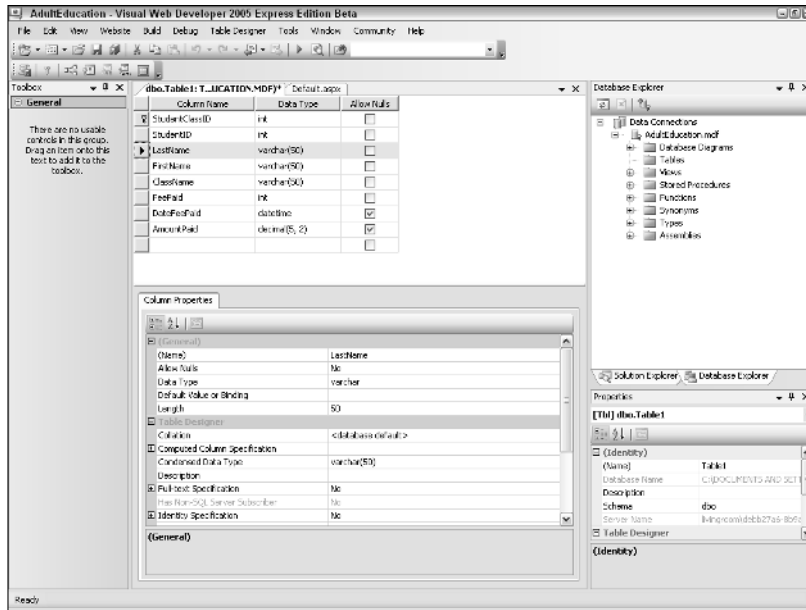 AdultEducation - Visual Web Developer 2005 Express Edition Beta
File Edit View Website Build Debug Table Designer Tools Window Community Help
Toolbox
General
There are no usable
controls in this group.
Drag an item onto this
text to add it to the
toolbox.
dbo.Table1: T...UCATION.MDF)* Default.aspx
Column Name Data Type Allow Nulls
StudentClassID int
StudentID int
LastName varchar(50)
FirstName varchar(50)
ClassName varchar(50)
FeePaid int
DateFeePaid datetime
AmountPaid decimal(5, 2)
Column Properties
(General)
(Name) LastName
Allow Nulls No
Data Type varchar
Default Value or Binding
Length 50
Table Designer
Collation <database default>
Computed Column Specification
Condensed Data Type varchar(50)
Description
Full-text Specification No
Has Non-SQL Server Subscriber No
Identity Specification No
(General)
Database Explorer
Data Connections
AdultEducation.mdf
Database Diagrams
Tables
Views
Stored Procedures
Functions
Synonyms
Types
Assemblies
Solution Explorer Database Explorer
Properties
[Tbl] dbo.Table1
(Identity)
(Name) Table1
Database Name C:\DOCUMENTS AND SETT
Description
Schema dbo
Server Name
Table Designer
(Identity)
Ready